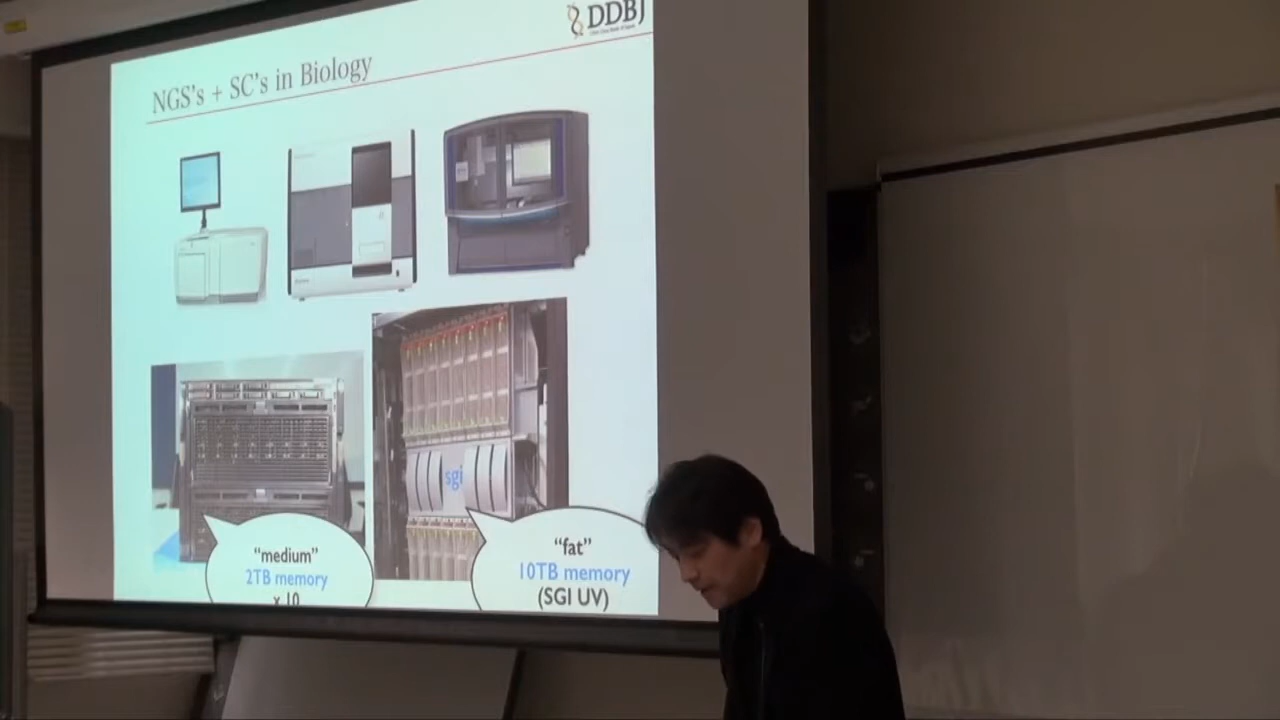 DDBJ
NGS's + SC's in Biology
sgi
"medium"
2TB memory
x 10
"fat"
10TB memory
(SGI UV)